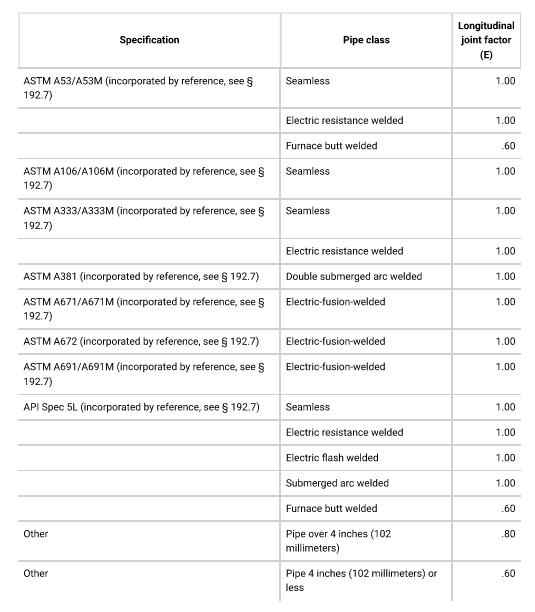 Specification Pipe class Longitudinal
joint factor
(E)
ASTM A53/A53M (incorporated by reference, see § Seamless 1.00
192.7)
Electric resistance welded 1.00
Furnace butt welded .60
ASTM A106/A106M (incorporated by reference, see § Seamless 1.00
192.7)
ASTM A333/A333M (incorporated by reference, see § Seamless 1.00
192.7)
Electric resistance welded 1.00
ASTM A381 (incorporated by reference, see § 192.7) Double submerged arc welded 1.00
ASTM A671/A671M (incorporated by reference, see § Electric-fusion-welded 1.00
192.7)
ASTM A672 (incorporated by reference, see § 192.7) Electric-fusion-welded 1.00
ASTM A691/A691M (incorporated by reference, see § Electric-fusion-welded 1.00
192.7)
API Spec 5L (incorporated by reference, see § 192.7) Seamless 1.00
Electric resistance welded 1.00
Electric flash welded 1.00
Submerged arc welded 1.00
Furnace butt welded .60
Other Pipe over 4 inches (102 .80
millimeters)
Other Pipe 4 inches (102 millimeters) or .60
less